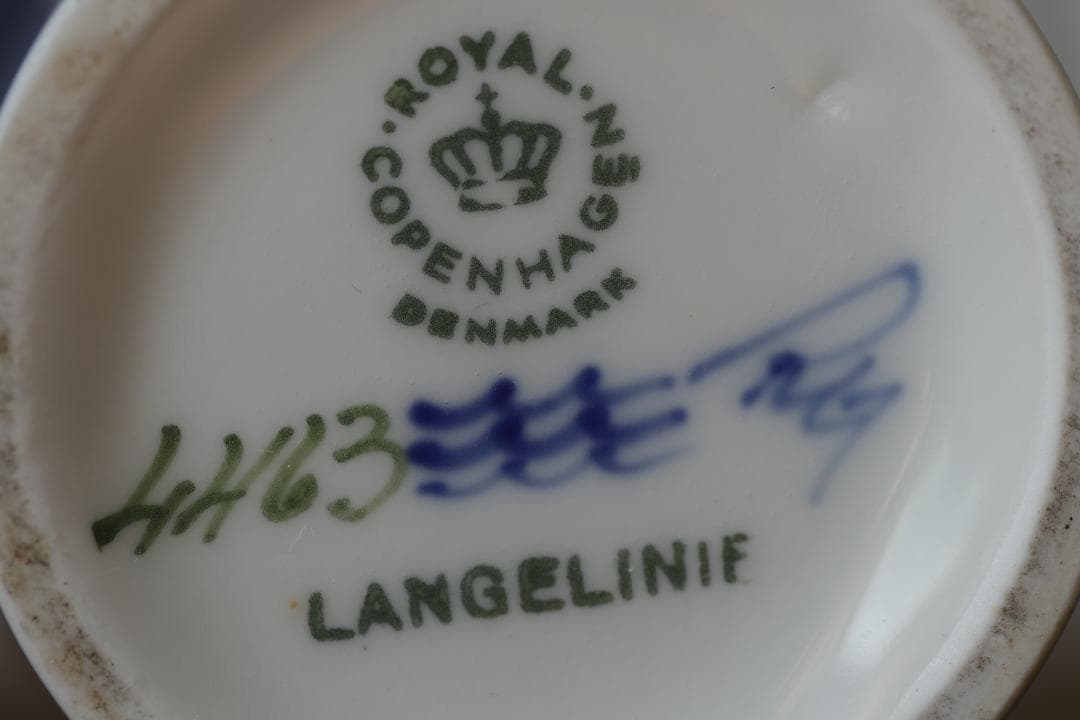 ROYAL · COPENHAGEN ·
DENMARK
4463
LANGELINIE